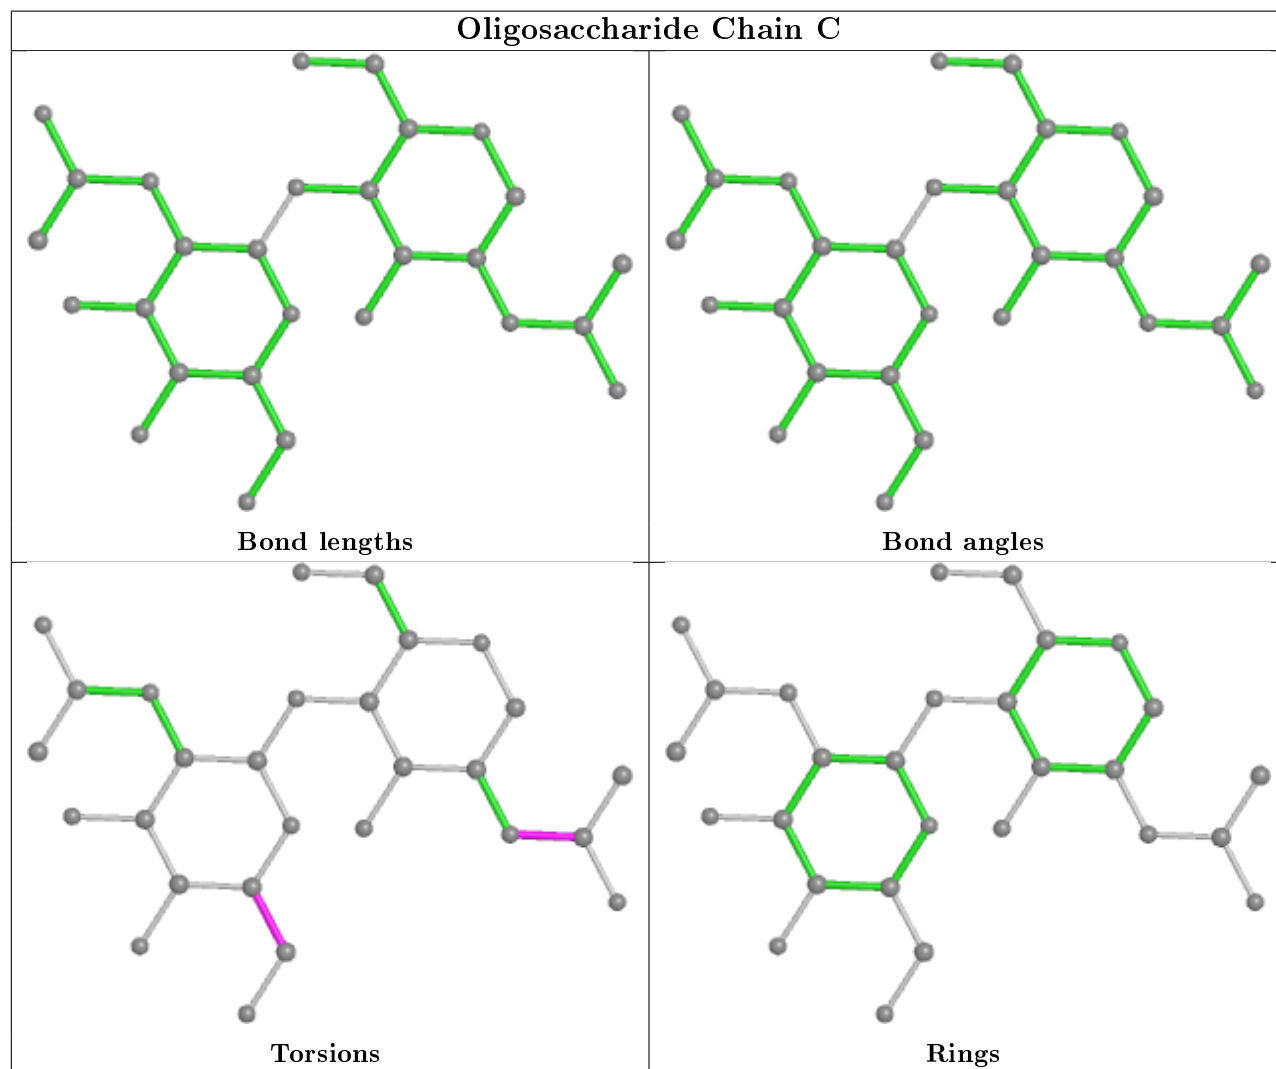 Oligosaccharide Chain C
Bond lengths
Bond angles
Torsions
Rings